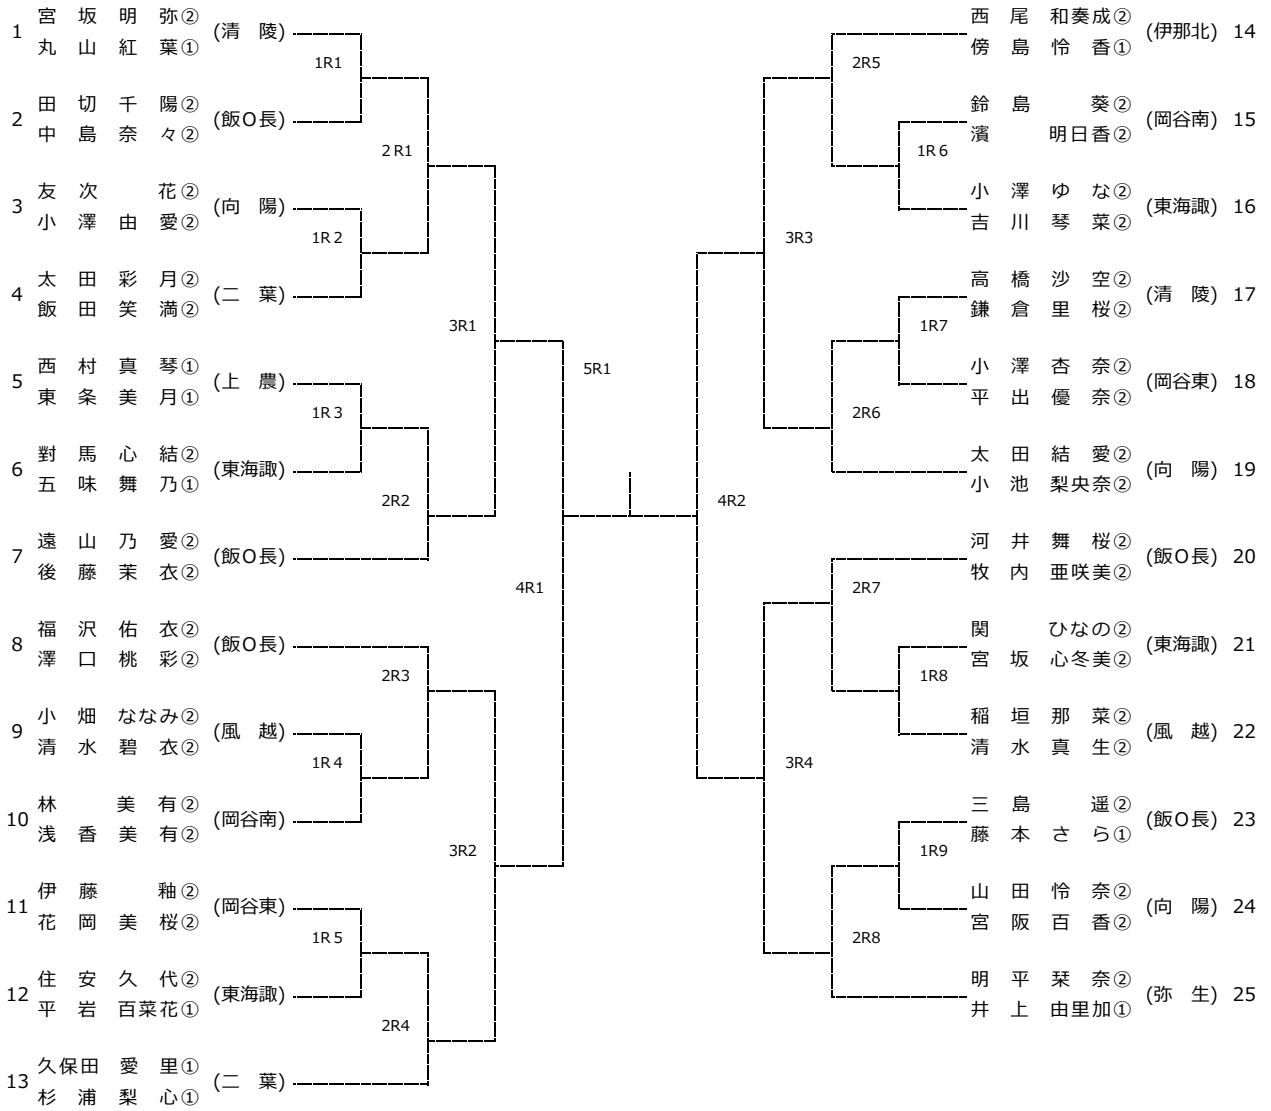 1 宮坂明弥② (清陵)
丸山紅葉①
1R1
2 田切千陽② (飯O長)
中島奈々②
2R1
3 友次花② (向陽)
小澤由愛②
1R2
4 太田彩月② (二葉)
飯田笑満②
3R1
5 西村真琴① (上農)
東条美月①
1R3
6 對馬心結② (東海諏)
五味舞乃①
2R2
7 遠山乃愛② (飯O長)
後藤茉衣②
4R1
8 福沢佑衣② (飯O長)
澤口桃彩②
2R3
9 小畑ななみ② (風越)
清水碧衣②
1R4
10 林美有② (岡谷南)
浅香美有②
3R2
11 伊藤釉② (岡谷東)
花岡美桜②
1R5
12 住安久代② (東海諏)
平岩百菜花①
2R4
13 久保田愛里① (二葉)
杉浦梨心①
5R1
西尾和奏成② (伊那北) 14
傍島怜香①
2R5
鈴島葵② (岡谷南) 15
濱明日香②
1R6
小澤ゆな② (東海諏) 16
吉川琴菜②
3R3
高橋沙空② (清陵) 17
鎌倉里桜②
1R7
小澤杏奈② (岡谷東) 18
平出優奈②
2R6
太田結愛② (向陽) 19
小池梨央奈②
4R2
河井舞桜② (飯O長) 20
牧内亜咲美②
2R7
関ひなの② (東海諏) 21
宮坂心冬美②
1R8
稲垣那菜② (風越) 22
清水真生②
3R4
三島遥② (飯O長) 23
藤本さら①
1R9
山田怜奈② (向陽) 24
宮阪百香②
2R8
明平栞奈② (弥生) 25
井上由里加①